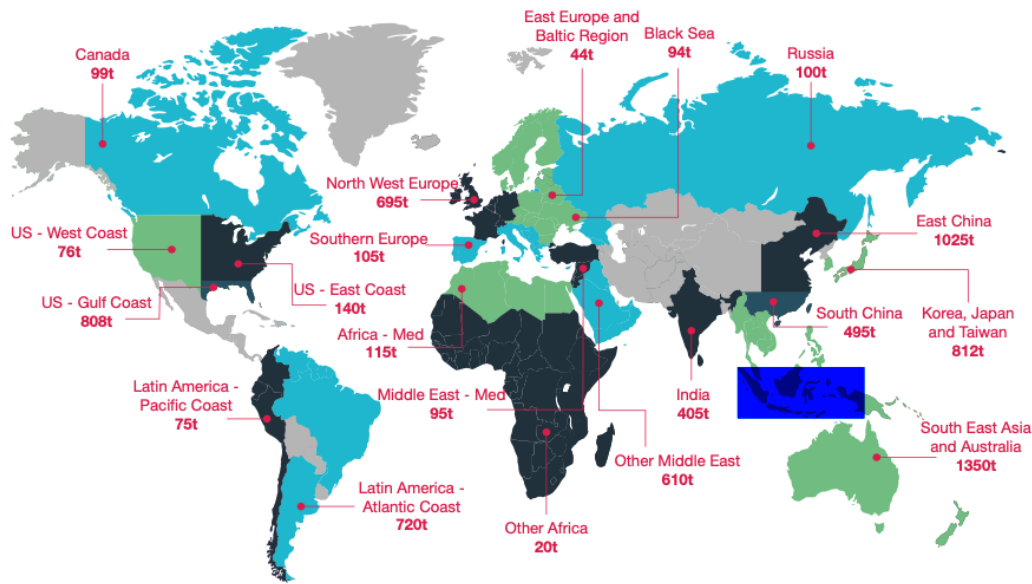 Canada
99t
East Europe and
Baltic Region
44t
Black Sea
94t
Russia
100t
North West Europe
695t
US - West Coast
76t
Southern Europe
105t
East China
1025t
US - East Coast
140t
US - Gulf Coast
808t
Africa - Med
115t
South China
495t
Korea, Japan
and Taiwan
812t
Latin America -
Pacific Coast
75t
Middle East - Med
95t
India
405t
South East Asia
and Australia
1350t
Other Middle East
610t
Latin America -
Atlantic Coast
720t
Other Africa
20t